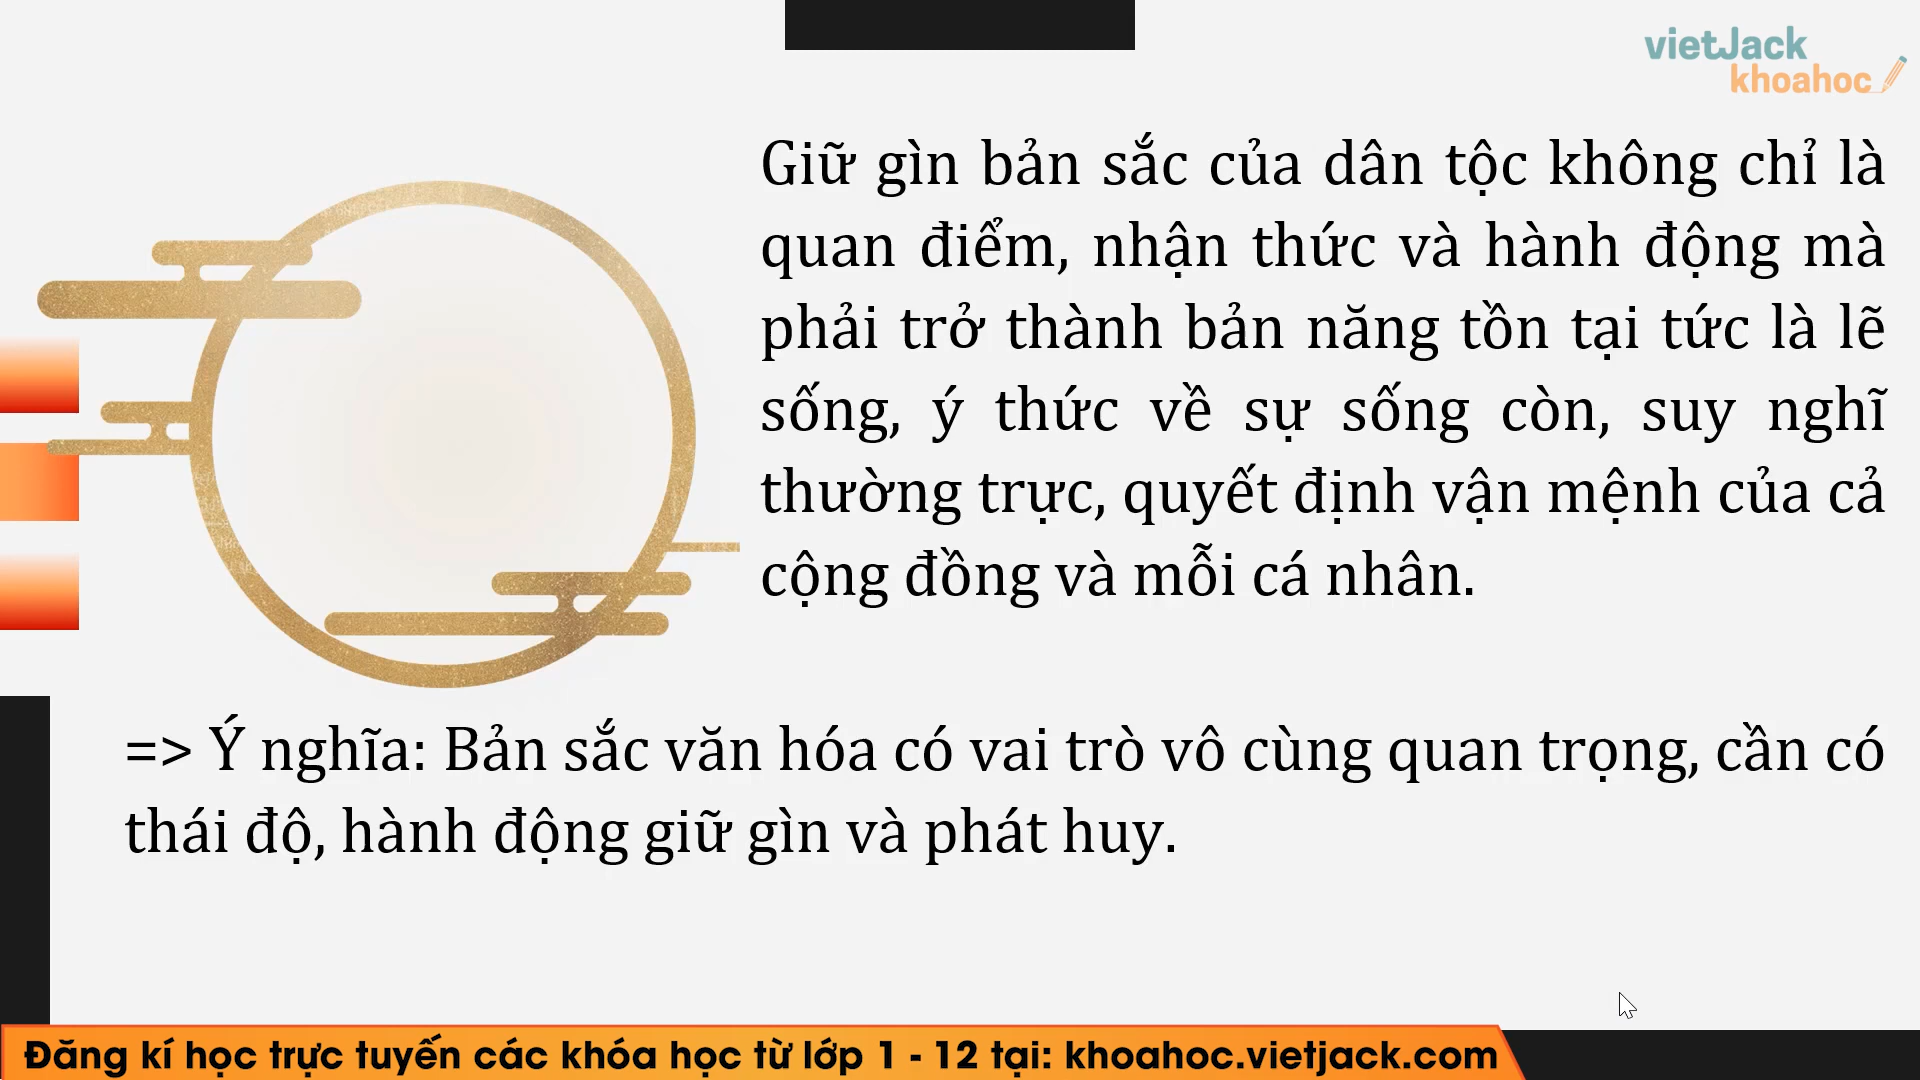 vietJack
khoahoc
Giữ gìn bản sắc của dân tộc không chỉ là
quan điểm, nhận thức và hành động mà
phải trở thành bản năng tồn tại tức là lẽ
sống, ý thức về sự sống còn, suy nghĩ
thường trực, quyết định vận mệnh của cả
cộng đồng và mỗi cá nhân.
=> Ý nghĩa: Bản sắc văn hóa có vai trò vô cùng quan trọng, cần có
thái độ, hành động giữ gìn và phát huy.
Đăng kí học trực tuyến các khóa học từ lớp 1 - 12 tại: khoahoc.vietjack.com